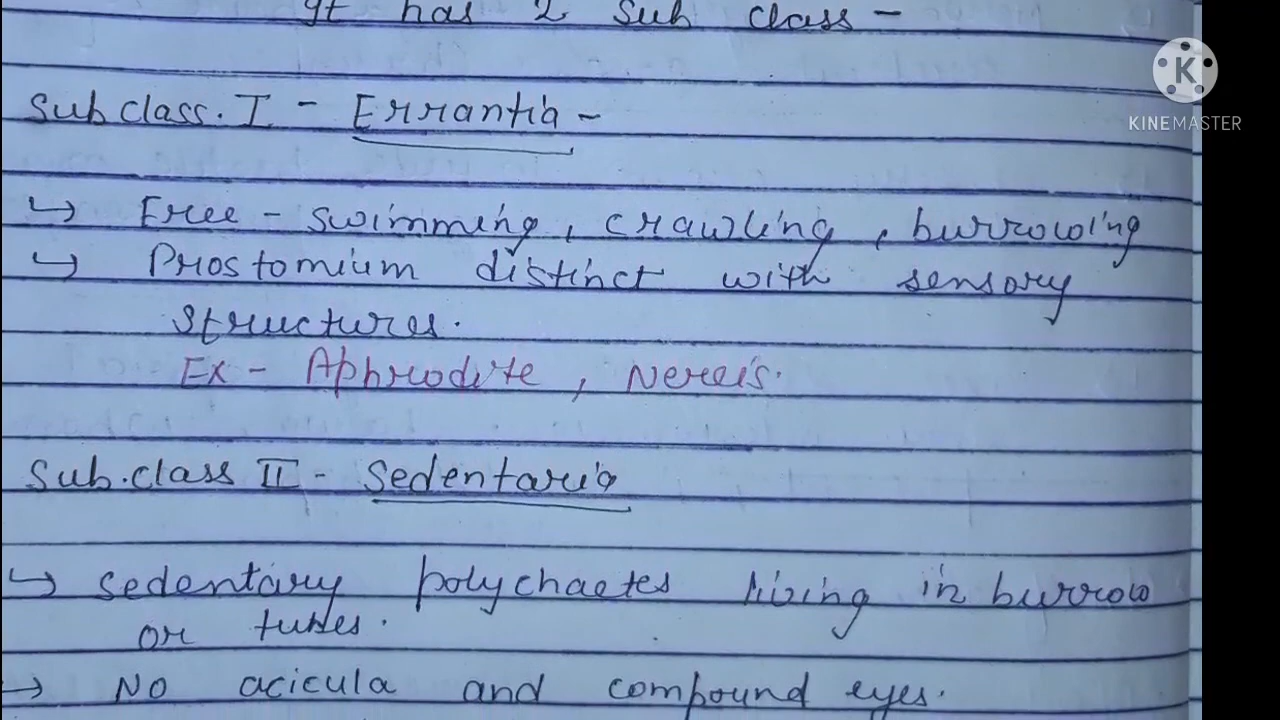 It has 2 Sub class -
Sub class. I - Errantia -
↳ Free - swimming, crawling, burrowing
↳ Prostomium distinct with sensory
structures.
Ex - Aphrodite, Nereis.
Sub.class II - Sedentaria
↳ sedentary polychaetes living in burrow
or tubes.
→ No acicula and compound eyes.
K
KINEMASTER